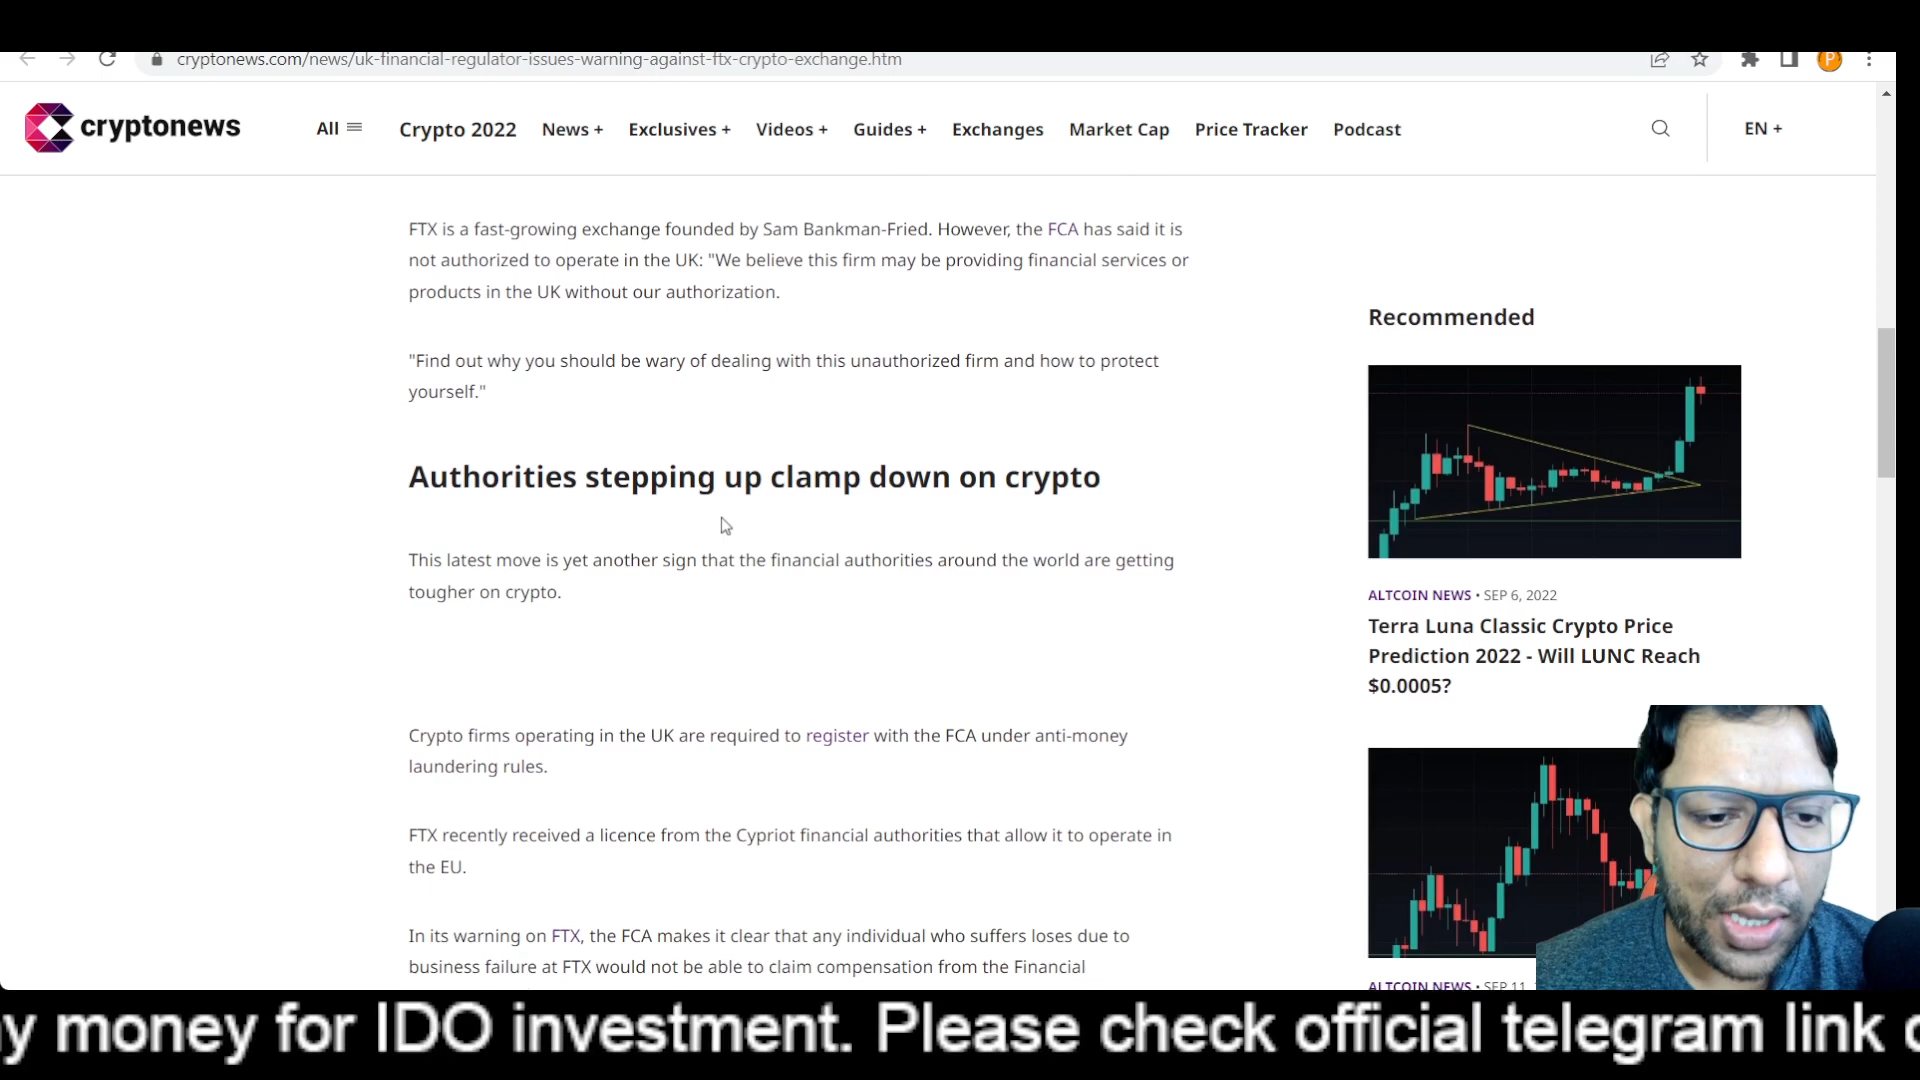 cryptonews.com/news/uk-financial-regulator-issues-warning-against-ftx-crypto-exchange.htm
P
cryptonews
All
Crypto 2022
News +
Exclusives +
Videos +
Guides +
Exchanges
Market Cap
Price Tracker
Podcast
EN +
FTX is a fast-growing exchange founded by Sam Bankman-Fried. However, the FCA has said it is
not authorized to operate in the UK: "We believe this firm may be providing financial services or
products in the UK without our authorization.
"Find out why you should be wary of dealing with this unauthorized firm and how to protect
yourself."
Authorities stepping up clamp down on crypto
This latest move is yet another sign that the financial authorities around the world are getting
tougher on crypto.
Crypto firms operating in the UK are required to register with the FCA under anti-money
laundering rules.
FTX recently received a licence from the Cypriot financial authorities that allow it to operate in
the EU.
In its warning on FTX, the FCA makes it clear that any individual who suffers loses due to
business failure at FTX would not be able to claim compensation from the Financial
Recommended
ALTCOIN NEWS • SEP 6, 2022
Terra Luna Classic Crypto Price
Prediction 2022 - Will LUNC Reach
$0.0005?
ALTCOIN NEWS • SEP 11,
money for IDO investment. Please check official telegram link